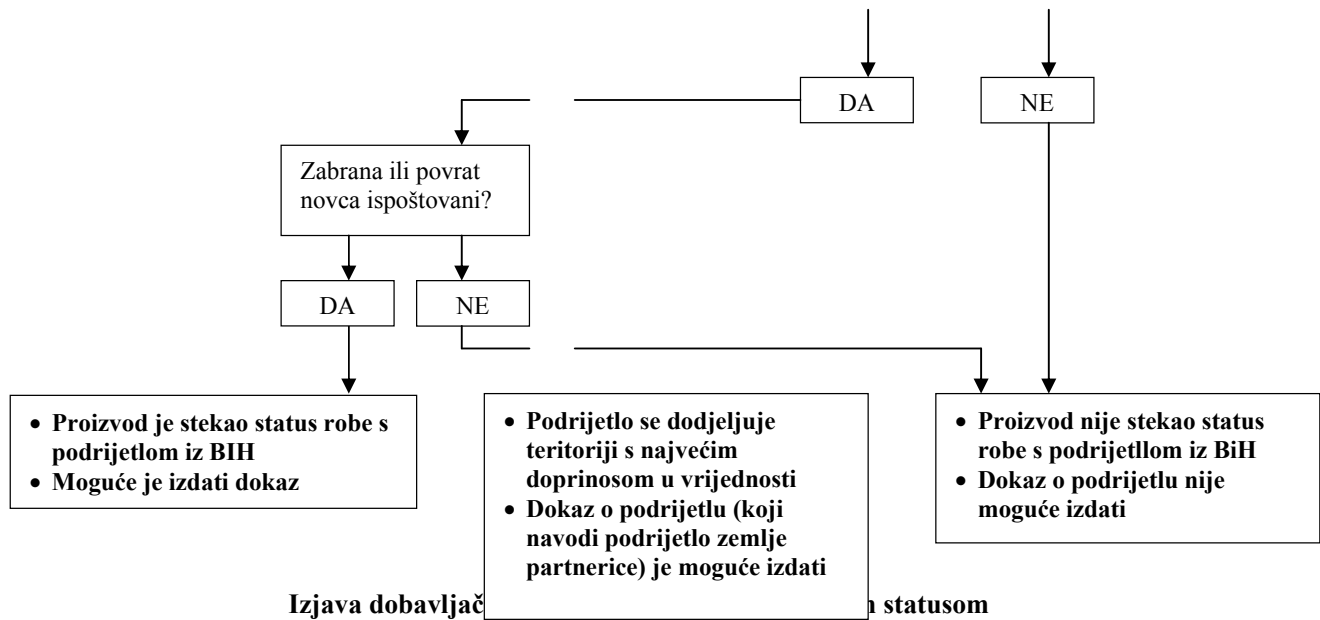 DA
NE
Zabrana ili povrat
novca ispoštovani?
DA
NE
• Proizvod je stekao status robe s
podrijetlom iz BIH
• Moguće je izdati dokaz
• Podrijetlo se dodjeljuje
teritoriji s najvećim
doprinosom u vrijednosti
• Dokaz o podrijetlu (koji
navodi podrijetlo zemlje
partnerice) je moguće izdati
• Proizvod nije stekao status
robe s podrijetllom iz BiH
• Dokaz o podrijetlu nije
moguće izdati
Izjava dobavljač statusom